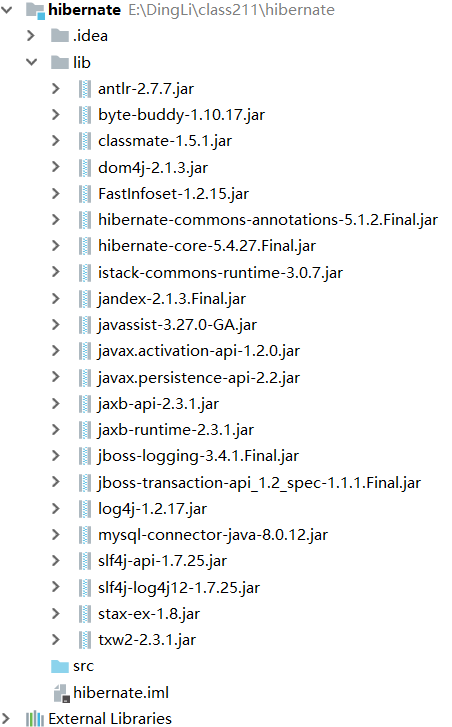 hibernate E:\DingLi\class211\hibernate
.idea
lib
antlr-2.7.7.jar
byte-buddy-1.10.17.jar
classmate-1.5.1.jar
dom4j-2.1.3.jar
FastInfoset-1.2.15.jar
hibernate-commons-annotations-5.1.2.Final.jar
hibernate-core-5.4.27.Final.jar
istack-commons-runtime-3.0.7.jar
jandex-2.1.3.Final.jar
javassist-3.27.0-GA.jar
javax.activation-api-1.2.0.jar
javax.persistence-api-2.2.jar
jaxb-api-2.3.1.jar
jaxb-runtime-2.3.1.jar
jboss-logging-3.4.1.Final.jar
jboss-transaction-api_1.2_spec-1.1.1.Final.jar
log4j-1.2.17.jar
mysql-connector-java-8.0.12.jar
slf4j-api-1.7.25.jar
slf4j-log4j12-1.7.25.jar
stax-ex-1.8.jar
txw2-2.3.1.jar
src
hibernate.iml
External Libraries